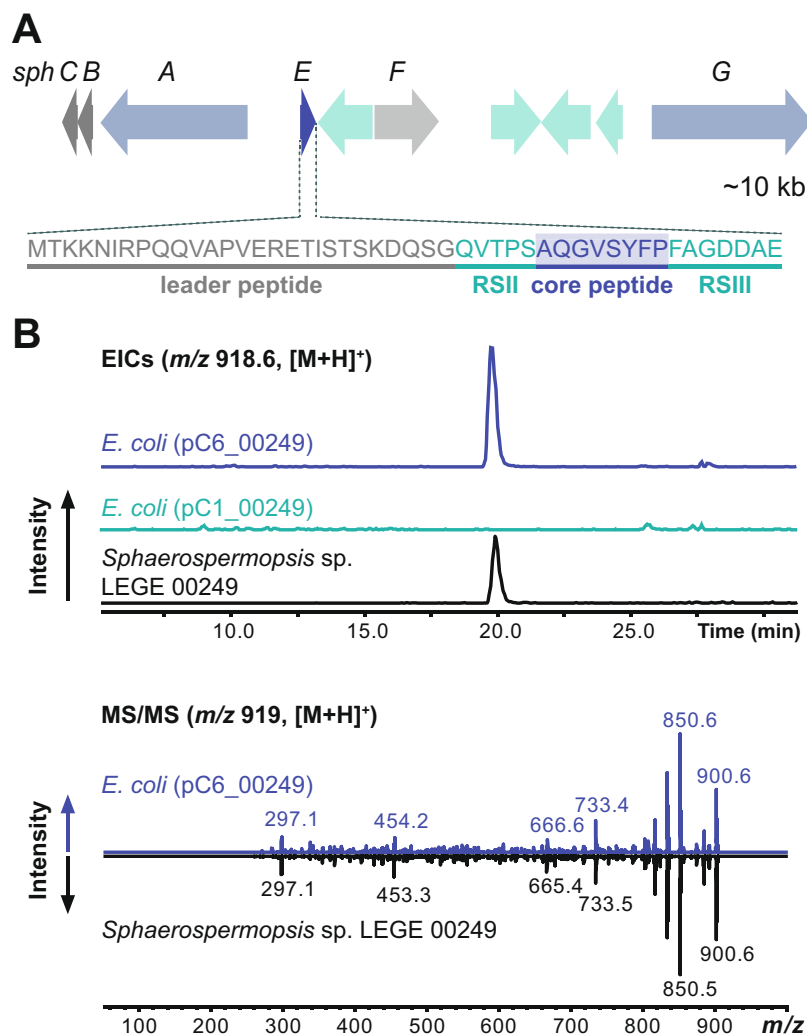 A
sph C B A E F G
~10 kb
MTKKNIRPQQVAPVERETISTSKDQSGQVTPSAQGVSYFPFAGDDAE
leader peptide RSII core peptide RSIII
B
EICs (m/z 918.6, [M+H]+)
E. coli (pC6_00249)
E. coli (pC1_00249)
Sphaerospermopsis sp.
LEGE 00249
Intensity
10.0 15.0 20.0 25.0 Time (min)
MS/MS (m/z 919, [M+H]+)
850.6
E. coli (pC6_00249)
900.6
297.1 454.2 666.6 733.4
Intensity
297.1 453.3 665.4 733.5
Sphaerospermopsis sp. LEGE 00249
900.6
850.5
100 200 300 400 500 600 700 800 900 m/z